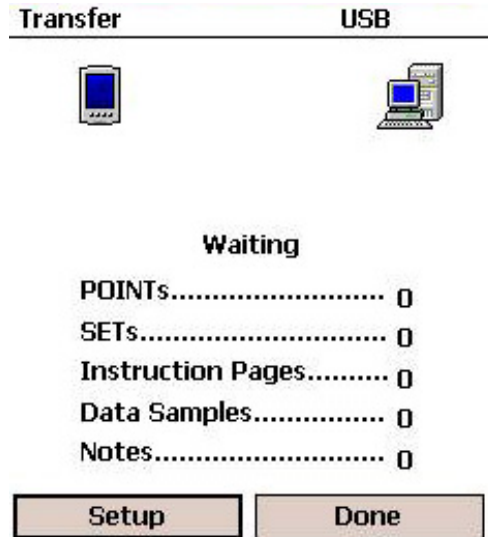 Transfer USB
Waiting
POINTs......................... 0
SETs............................ 0
Instruction Pages.......... 0
Data Samples................ 0
Notes........................... 0
Setup Done